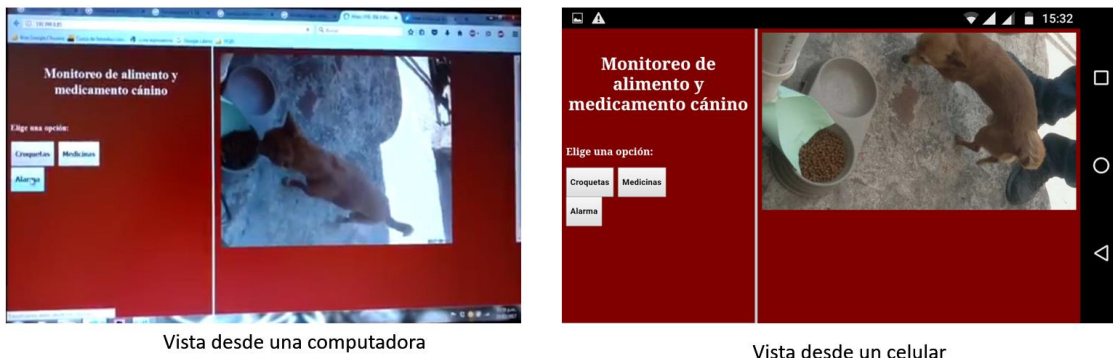 Monitoreo de alimento y
medicamento cánino
Elige una opción:
Croquetas Medicinas
Alarma
Vista desde una computadora
15:32
Monitoreo de
alimento y
medicamento cánino
Elige una opción:
Croquetas Medicinas
Alarma
Vista desde un celular